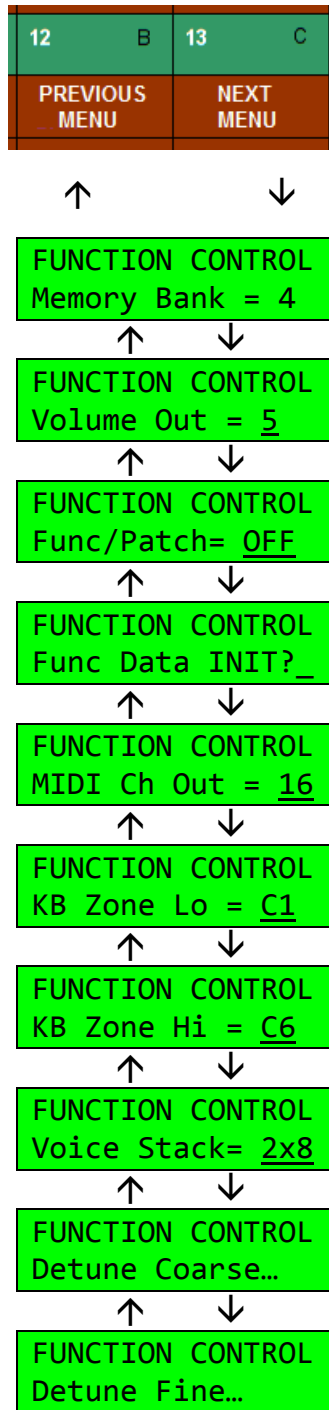 12 B 13 C
PREVIOUS MENU NEXT MENU
↑ ↓
FUNCTION CONTROL
Memory Bank = 4
↑ ↓
FUNCTION CONTROL
Volume Out = 5
↑ ↓
FUNCTION CONTROL
Func/Patch= OFF
↑ ↓
FUNCTION CONTROL
Func Data INIT?_
↑ ↓
FUNCTION CONTROL
MIDI Ch Out = 16
↑ ↓
FUNCTION CONTROL
KB Zone Lo = C1
↑ ↓
FUNCTION CONTROL
KB Zone Hi = C6
↑ ↓
FUNCTION CONTROL
Voice Stack= 2x8
↑ ↓
FUNCTION CONTROL
Detune Coarse…
↑ ↓
FUNCTION CONTROL
Detune Fine…